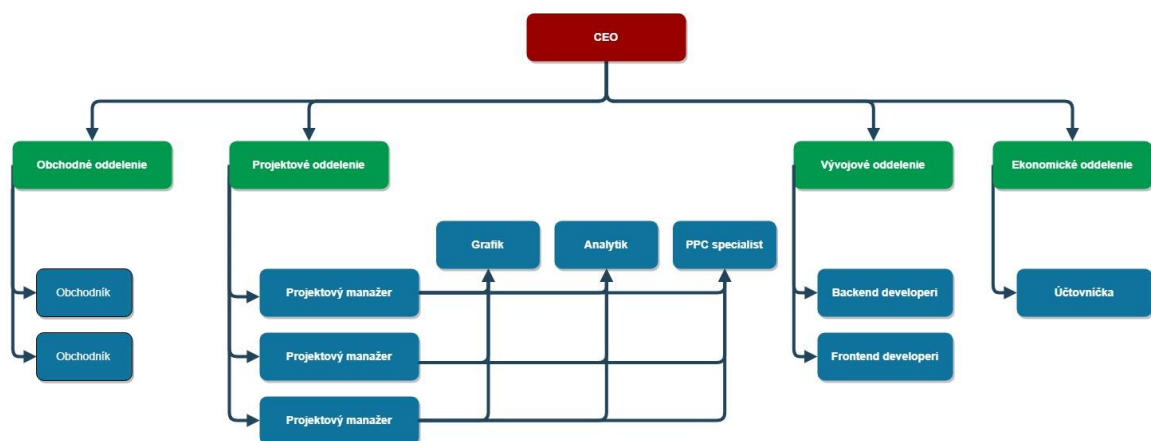 CEO
Obchodné oddelenie
Projektové oddelenie
Vývojové oddelenie
Ekonomické oddelenie
Grafik
Analytik
PPC specialist
Obchodník
Projektový manažer
Backend developeri
Účtovníčka
Obchodník
Projektový manažer
Frontend developeri
Projektový manažer